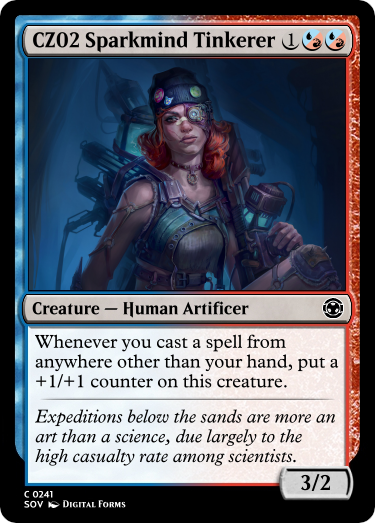 CZO2 Sparkmind Tinkerer 1
Creature — Human Artificer
Whenever you cast a spell from
anywhere other than your hand, put a
+1/+1 counter on this creature.
Expeditions below the sands are more an
art than a science, due largely to the
high casualty rate among scientists.
3/2
C 0241
SOV Digital Forms